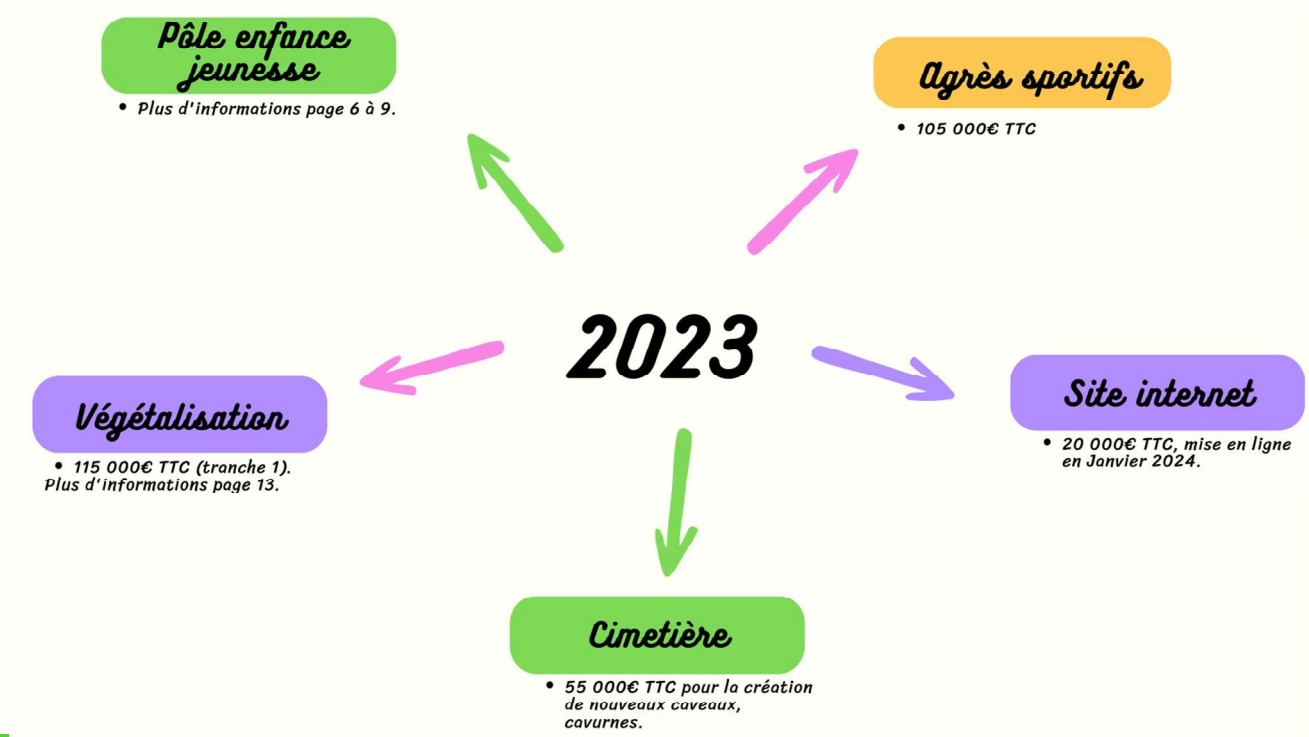 Pôle enfance
jeunesse
• Plus d'informations page 6 à 9.
Agrès sportifs
• 105 000€ TTC
2023
Végétalisation
• 115 000€ TTC (tranche 1).
Plus d'informations page 13.
Site internet
• 20 000€ TTC, mise en ligne
en Janvier 2024.
Cimetière
• 55 000€ TTC pour la création
de nouveaux caveaux,
cavurnes.